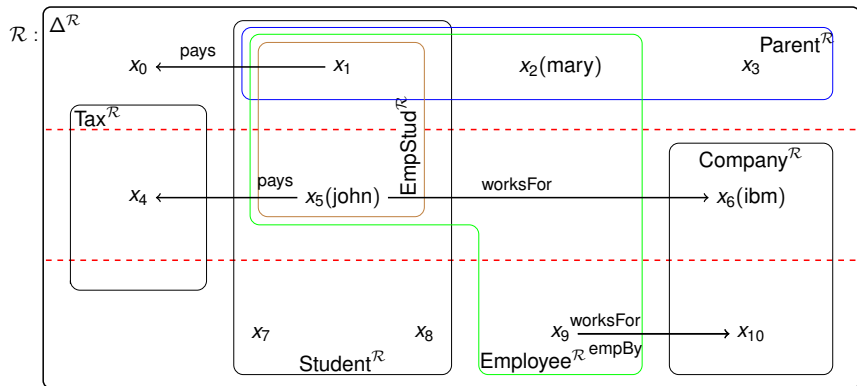 ℛ :
Δ^ℛ
Parent^ℛ
pays
x₀
x₁
x₂(mary)
x₃
Tax^ℛ
EmpStud^ℛ
Company^ℛ
pays
worksFor
x₄
x₅(john)
x₆(ibm)
worksFor
x₇
x₈
x₉
x₁₀
empBy
Student^ℛ
Employee^ℛ